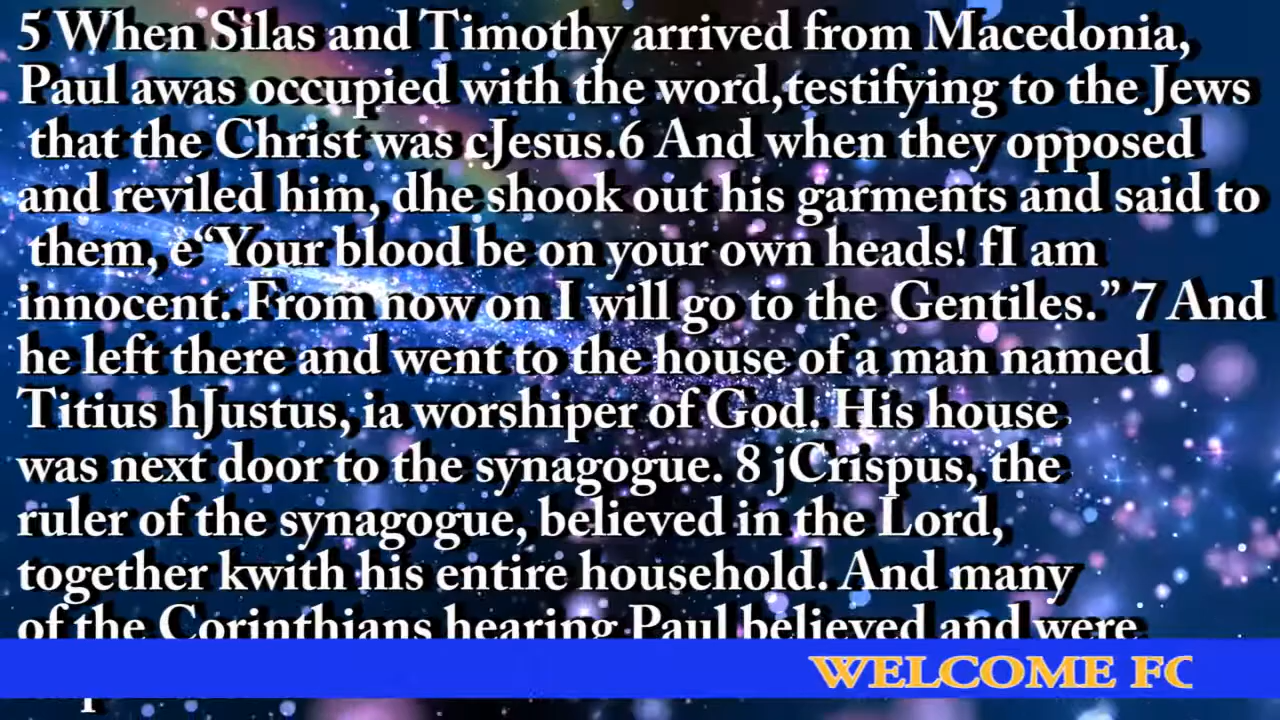 5 When Silas and Timothy arrived from Macedonia,
Paul awas occupied with the word,testifying to the Jews
that the Christ was cJesus.6 And when they opposed
and reviled him, dhe shook out his garments and said to
them, e“Your blood be on your own heads! fI am
innocent. From now on I will go to the Gentiles.” 7 And
he left there and went to the house of a man named
Titius hJustus, ia worshiper of God. His house
was next door to the synagogue. 8 jCrispus, the
ruler of the synagogue, believed in the Lord,
together kwith his entire household. And many
of the Corinthians hearing Paul believed and were
WELCOME FO